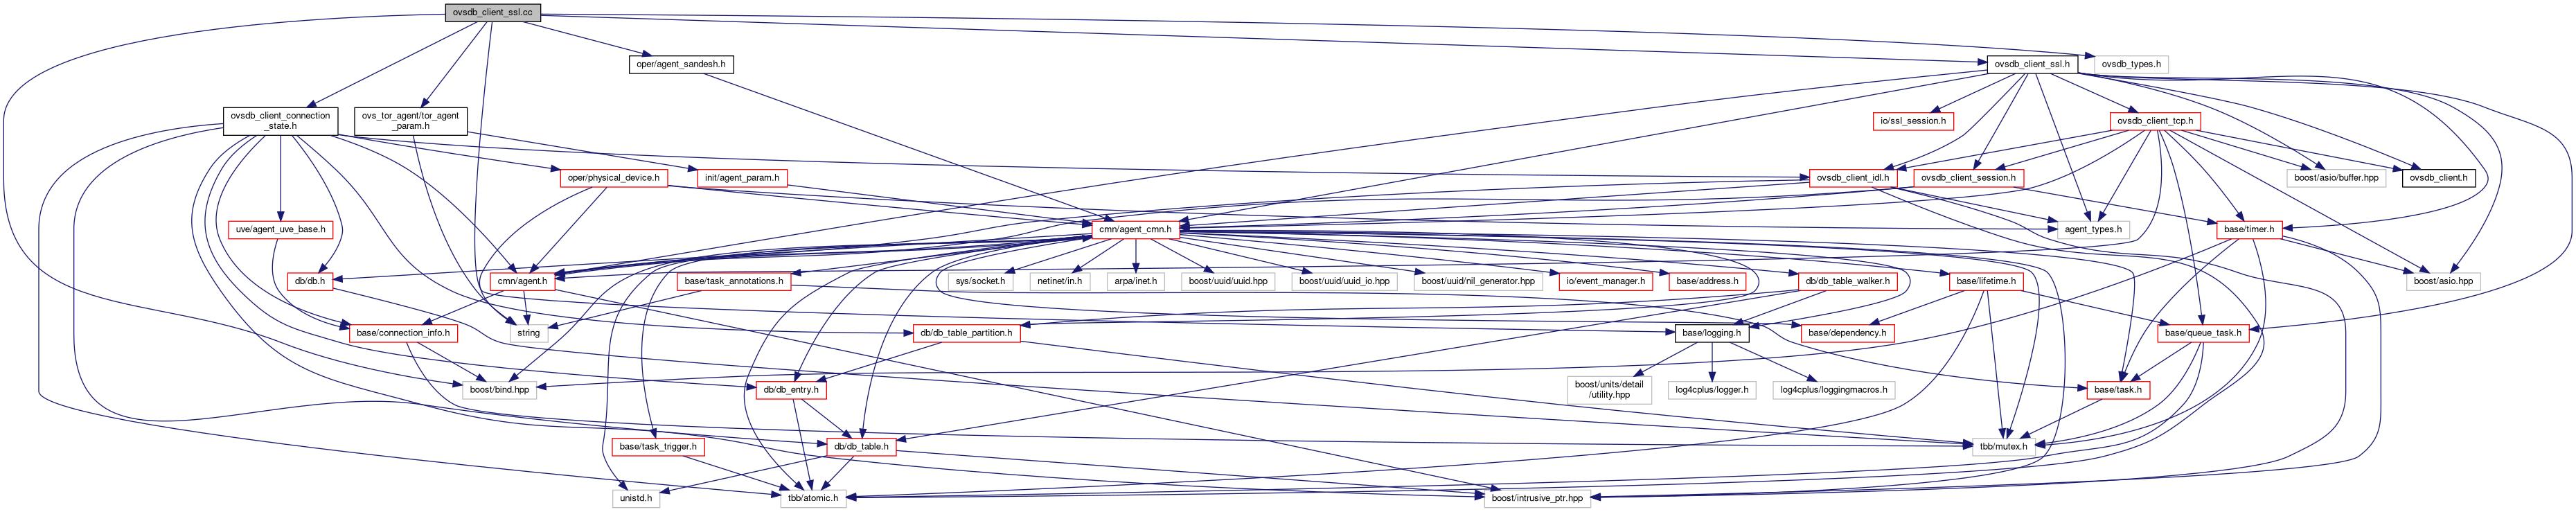 ovsdb_client_ssl.cc
oper/agent_sandesh.h
ovsdb_client_ssl.h
ovsdb_types.h
ovsdb_client_connection
_state.h
ovs_tor_agent/tor_agent
_param.h
io/ssl_session.h
ovsdb_client_tcp.h
oper/physical_device.h
init/agent_param.h
ovsdb_client_idl.h
ovsdb_client_session.h
boost/asio/buffer.hpp
ovsdb_client.h
uve/agent_uve_base.h
cmn/agent_cmn.h
agent_types.h
base/timer.h
db/db.h
cmn/agent.h
base/task_annotations.h
sys/socket.h
netinet/in.h
arpa/inet.h
boost/uuid/uuid.hpp
boost/uuid/uuid_io.hpp
boost/uuid/nil_generator.hpp
io/event_manager.h
base/address.h
db/db_table_walker.h
base/lifetime.h
boost/asio.hpp
base/connection_info.h
string
db/db_table_partition.h
base/logging.h
base/dependency.h
base/queue_task.h
boost/bind.hpp
db/db_entry.h
boost/units/detail
/utility.hpp
log4cplus/logger.h
log4cplus/loggingmacros.h
base/task.h
base/task_trigger.h
db/db_table.h
tbb/mutex.h
unistd.h
tbb/atomic.h
boost/intrusive_ptr.hpp